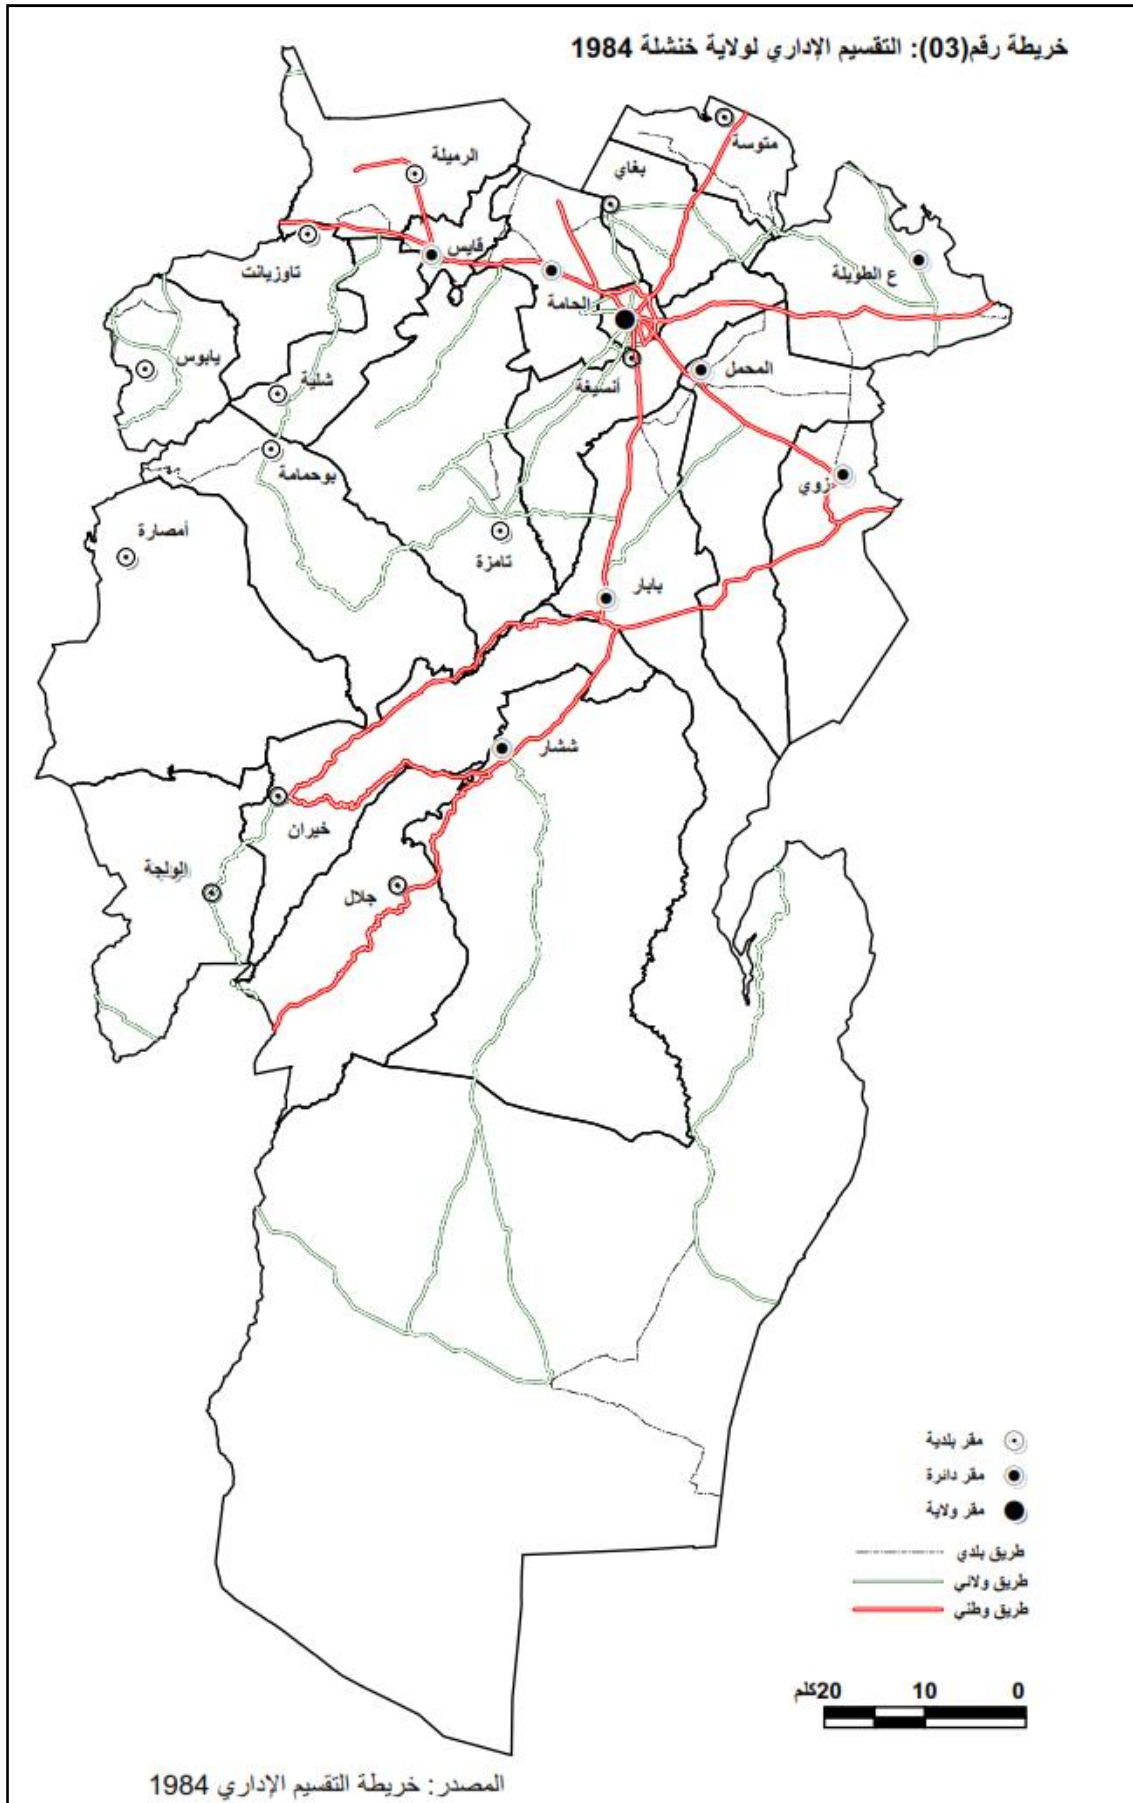 خريطة رقم(03): التقسيم الإداري لولاية خنشلة 1984
متوسة
الرميلة
بغاي
قايس
تاوزيانت
ع الطويلة
الحامة
يابوس
شلية
أنسيغة
المحمل
بوحمامة
زوي
أمصارة
تامزة
بابار
ششار
خيران
الولجة
جلال
مقر بلدية
مقر دائرة
مقر ولاية
طريق بلدي
طريق ولائي
طريق وطني
0 10 20كلم
المصدر: خريطة التقسيم الإداري 1984